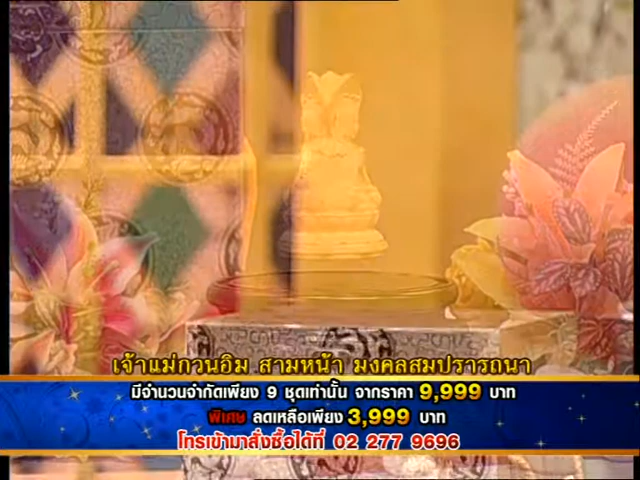 เจ้าแม่กวนอิม สามหน้า มงคลสมปรารถนา
มีจำนวนจำกัดเพียง 9 ชุดเท่านั้น จากราคา 9,999 บาท
พิเศษ ลดเหลือเพียง 3,999 บาท
โทรเข้ามาสั่งซื้อได้ที่ 02 277 9696